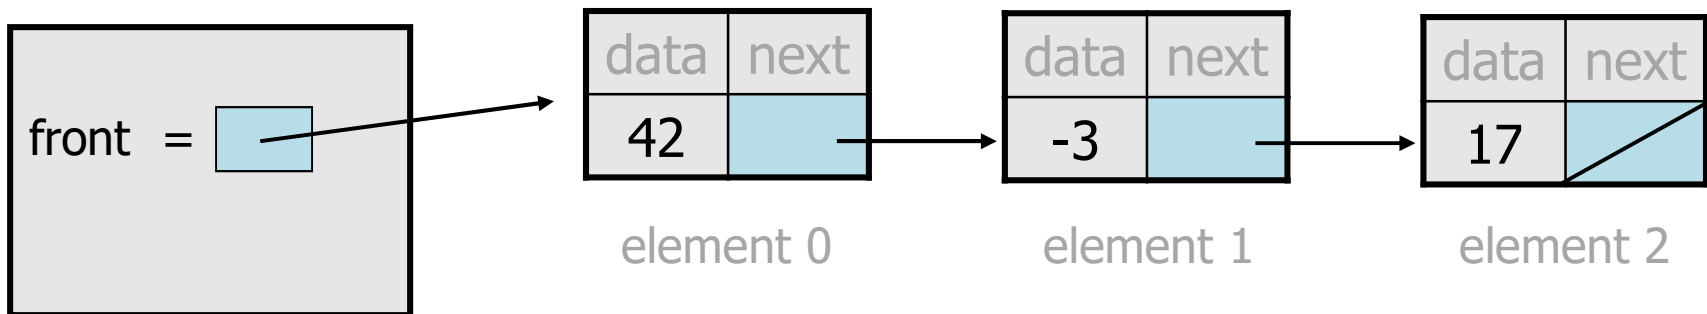 front =
data next
42
element 0
data next
-3
element 1
data next
17
element 2